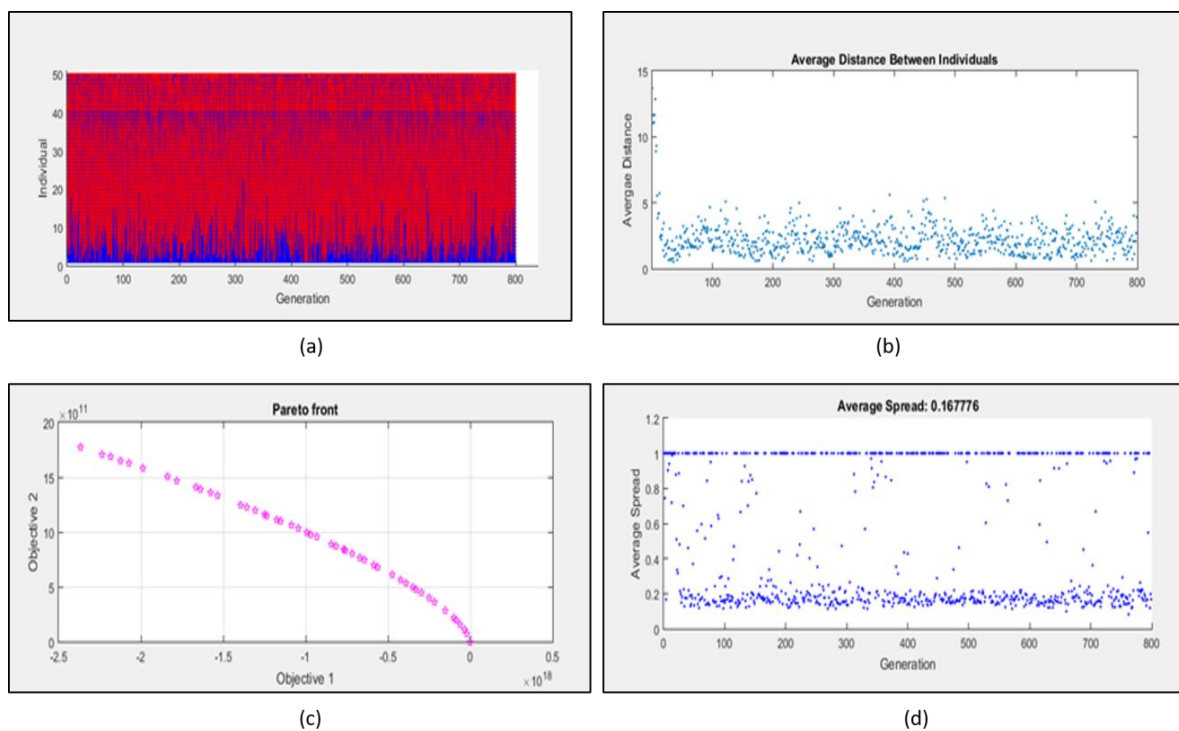 50
40
30
20
10
0
Individual
0 100 200 300 400 500 600 700 800
Generation
(a)
Average Distance Between Individuals
15
10
5
0
Avergae Distance
100 200 300 400 500 600 700 800
Generation
(b)
Pareto front
×10^11
20
15
10
5
0
Objective 2
-2.5 -2 -1.5 -1 -0.5 0 0.5
Objective 1
×10^18
(c)
Average Spread: 0.167776
1.2
1
0.8
0.6
0.4
0.2
0
Average Spread
0 100 200 300 400 500 600 700 800
Generation
(d)